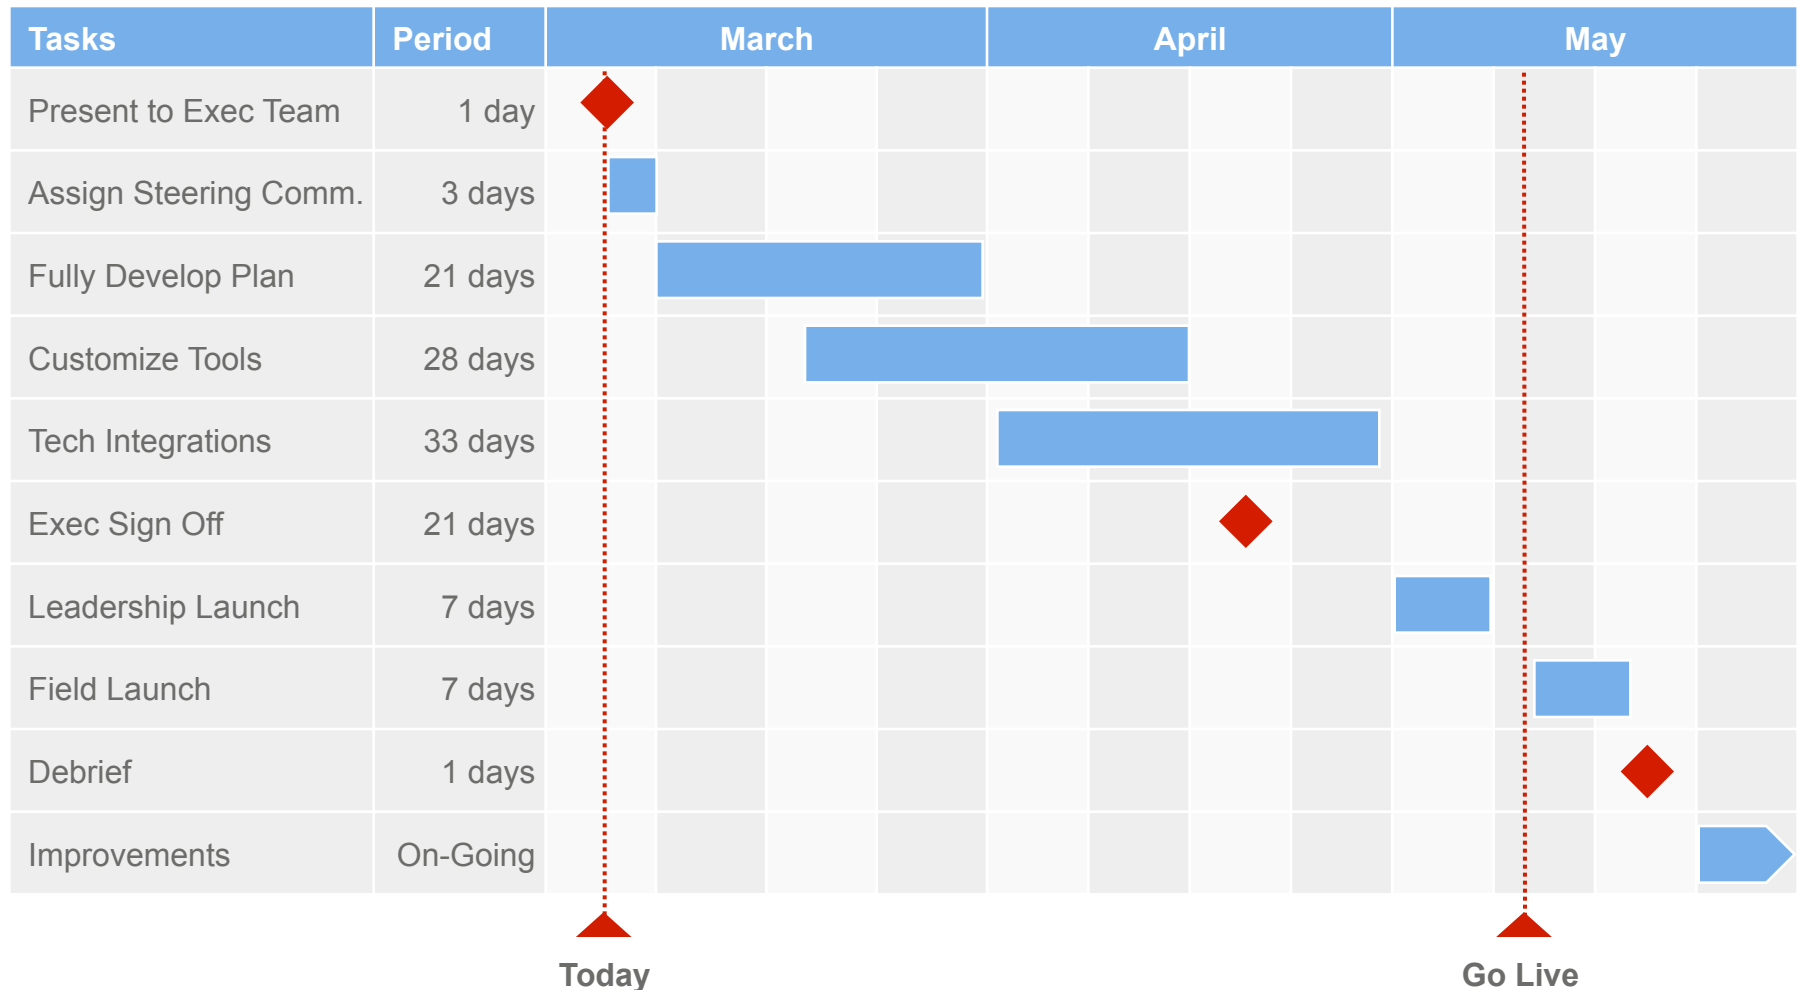 Tasks Period March April May
Present to Exec Team 1 day
Assign Steering Comm. 3 days
Fully Develop Plan 21 days
Customize Tools 28 days
Tech Integrations 33 days
Exec Sign Off 21 days
Leadership Launch 7 days
Field Launch 7 days
Debrief 1 days
Improvements On-Going
Today Go Live